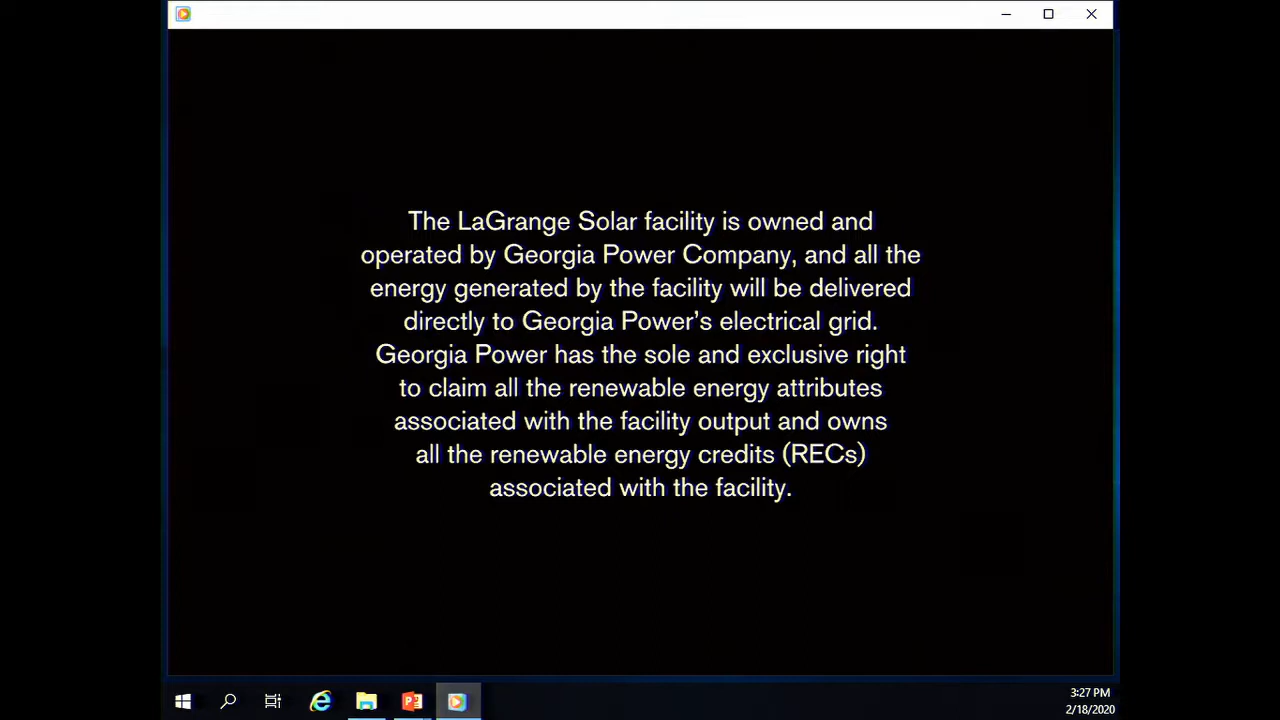 The LaGrange Solar facility is owned and
operated by Georgia Power Company, and all the
energy generated by the facility will be delivered
directly to Georgia Power’s electrical grid.
Georgia Power has the sole and exclusive right
to claim all the renewable energy attributes
associated with the facility output and owns
all the renewable energy credits (RECs)
associated with the facility.
3:27 PM
2/18/2020